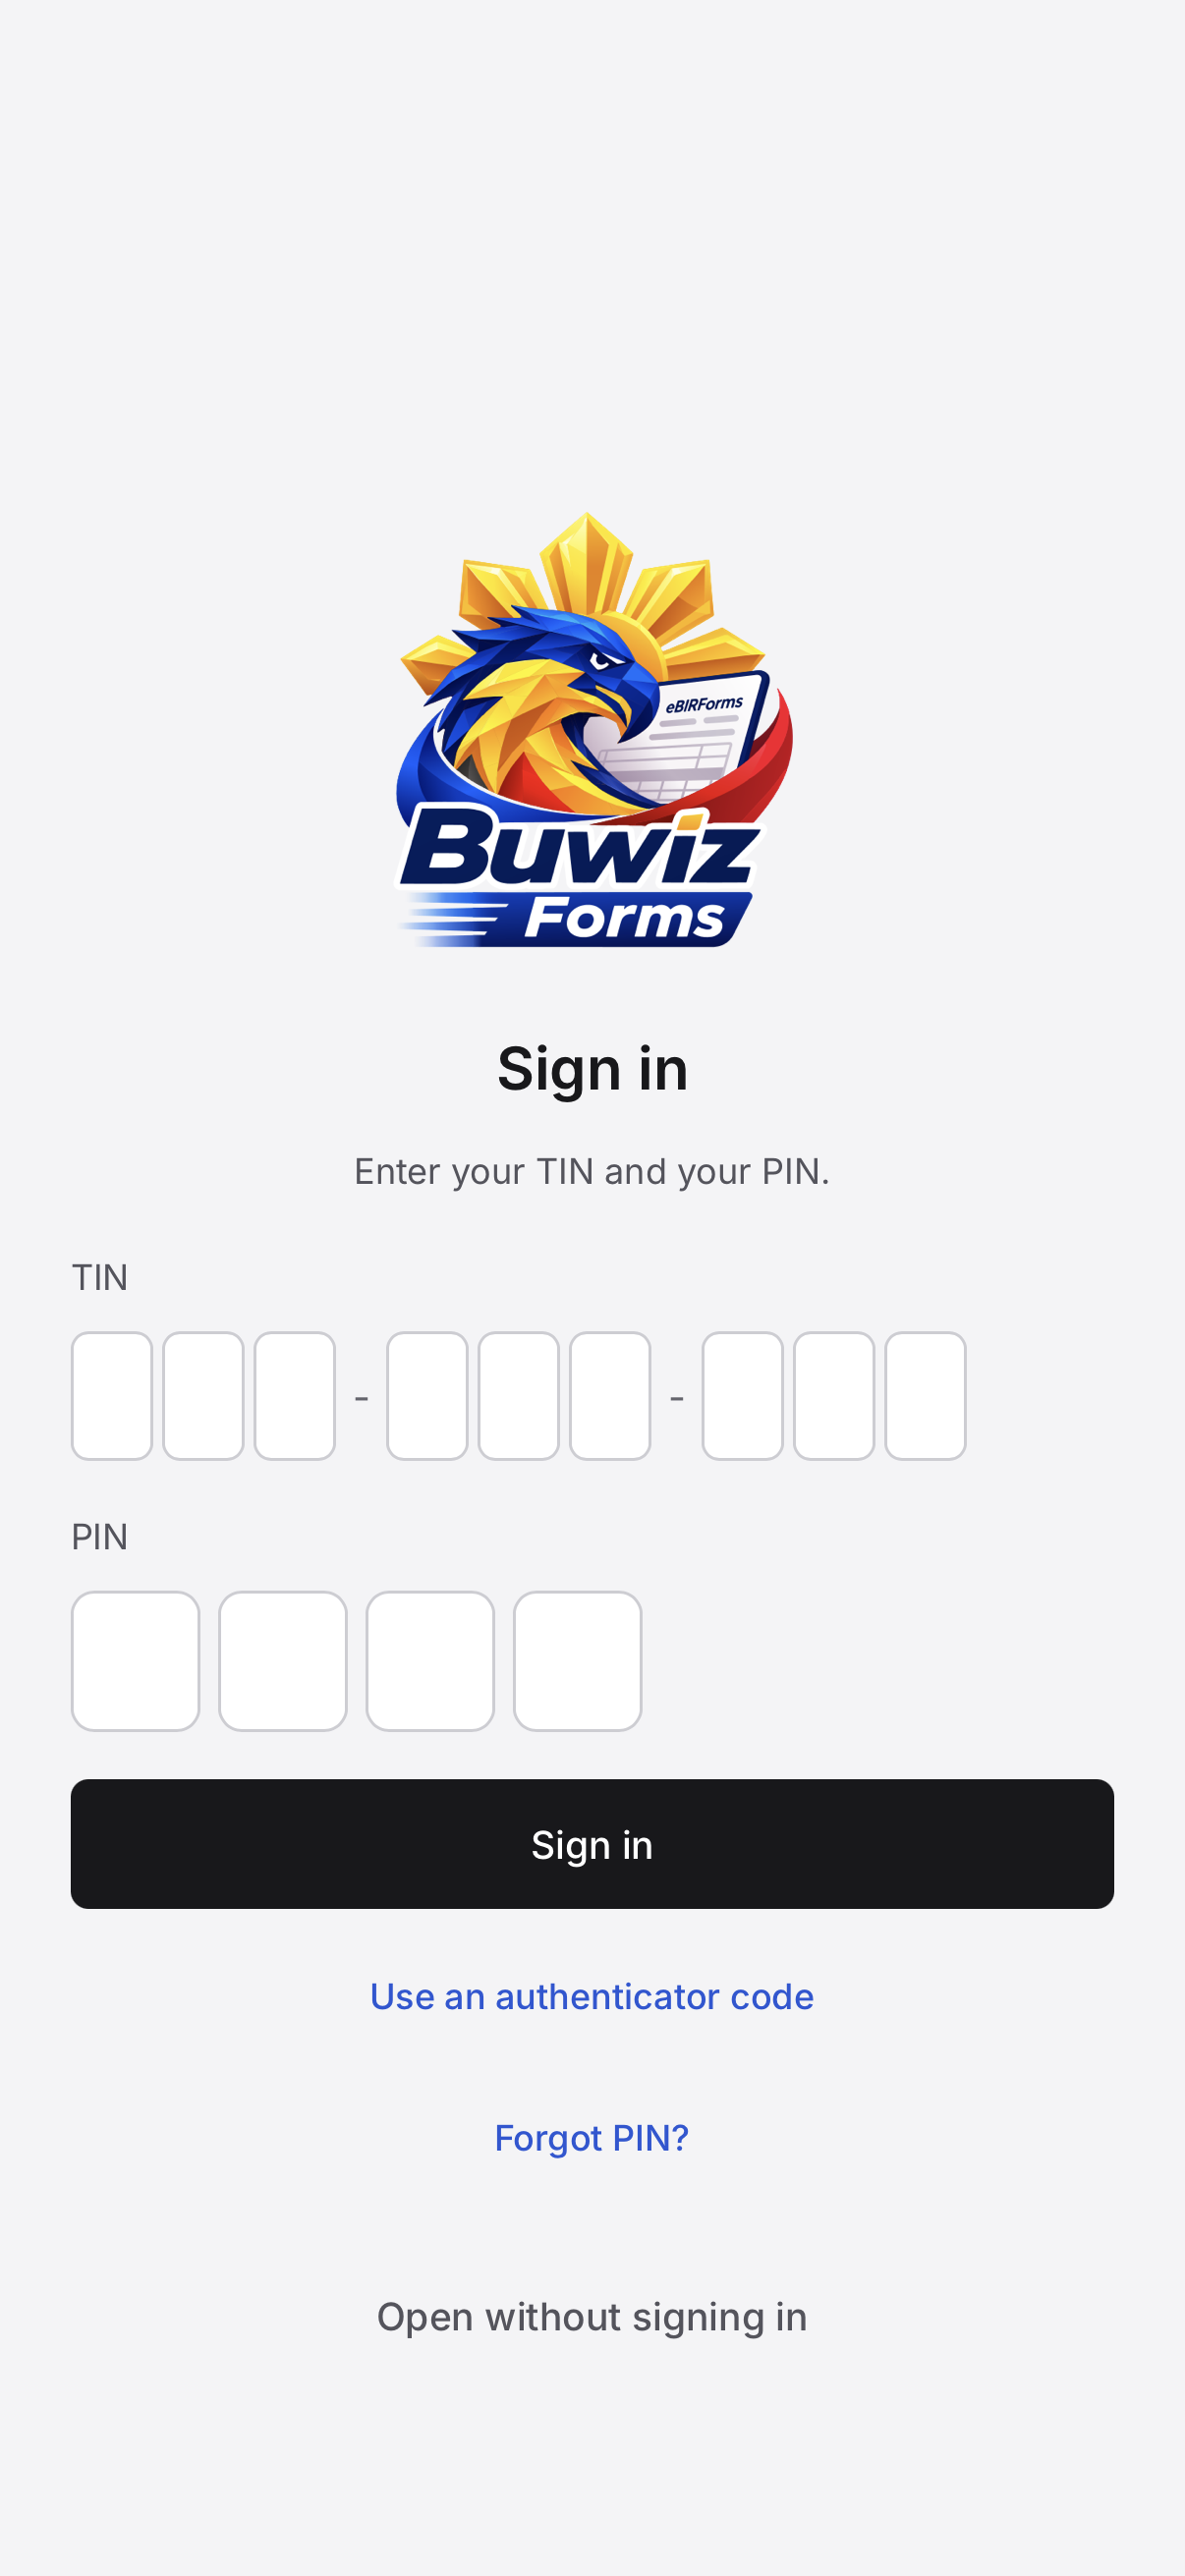 eBIRForms
Buwiz
Forms
Sign in
Enter your TIN and your PIN.
TIN
- -
PIN
Sign in
Use an authenticator code
Forgot PIN?
Open without signing in